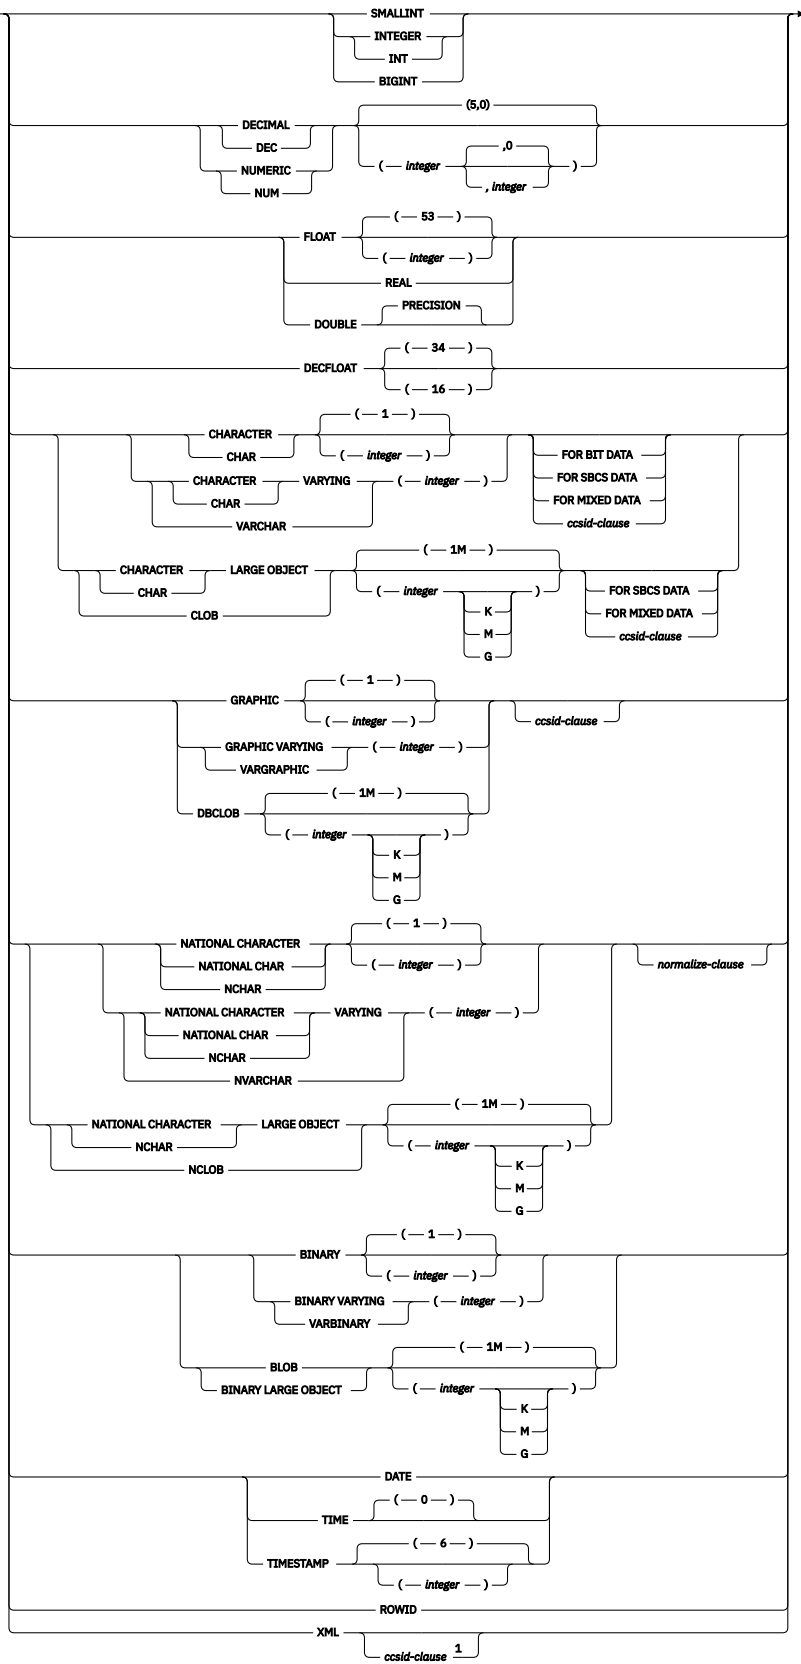 SMALLINT
INTEGER
INT
BIGINT
(5,0)
DECIMAL
DEC
( integer ,0 )
NUMERIC
, integer
NUM
( 53 )
FLOAT
( integer )
REAL
PRECISION
DOUBLE
( 34 )
DECFLOAT
( 16 )
( 1 )
CHARACTER
CHAR ( integer ) FOR BIT DATA
CHARACTER VARYING ( integer ) FOR SBCS DATA
CHAR FOR MIXED DATA
VARCHAR ccsid-clause
( 1M )
CHARACTER LARGE OBJECT
CHAR ( integer ) FOR SBCS DATA
CLOB K FOR MIXED DATA
M ccsid-clause
G
( 1 )
GRAPHIC
( integer ) ccsid-clause
GRAPHIC VARYING ( integer )
VARGRAPHIC
( 1M )
DBCLOB
( integer )
K
M
G
( 1 )
NATIONAL CHARACTER
NATIONAL CHAR ( integer ) normalize-clause
NCHAR
NATIONAL CHARACTER VARYING ( integer )
NATIONAL CHAR
NCHAR
NVARCHAR
( 1M )
NATIONAL CHARACTER LARGE OBJECT
NCHAR ( integer )
NCLOB K
M
G
( 1 )
BINARY
( integer )
BINARY VARYING ( integer )
VARBINARY
( 1M )
BLOB
BINARY LARGE OBJECT ( integer )
K
M
G
DATE
( 0 )
TIME
( 6 )
TIMESTAMP
( integer )
ROWID
XML
ccsid-clause 1